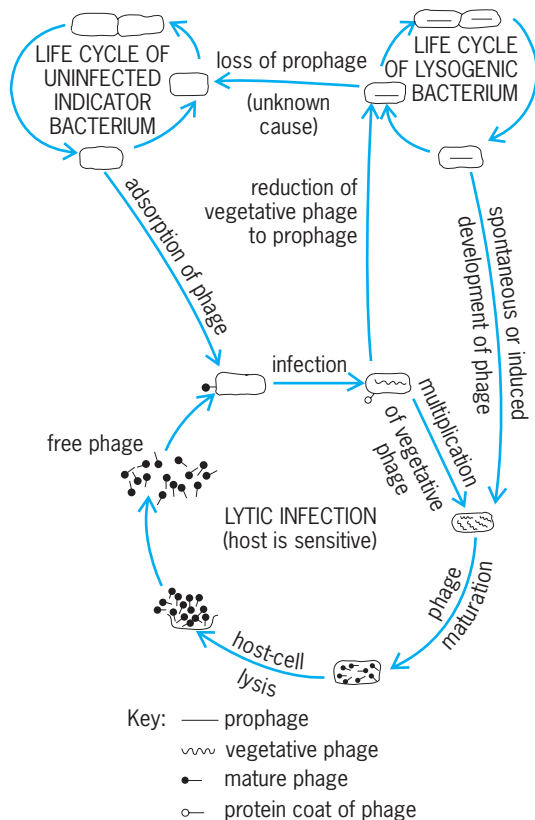 LIFE CYCLE OF
UNINFECTED
INDICATOR
BACTERIUM
loss of prophage
(unknown
cause)
LIFE CYCLE
OF LYSOGENIC
BACTERIUM
reduction of
vegetative phage
to prophage
adsorption of phage
spontaneous or induced
development of phage
infection
multiplication
of vegetative
phage
free phage
LYTIC INFECTION
(host is sensitive)
phage
maturation
host-cell
lysis
Key:
prophage
vegetative phage
mature phage
protein coat of phage